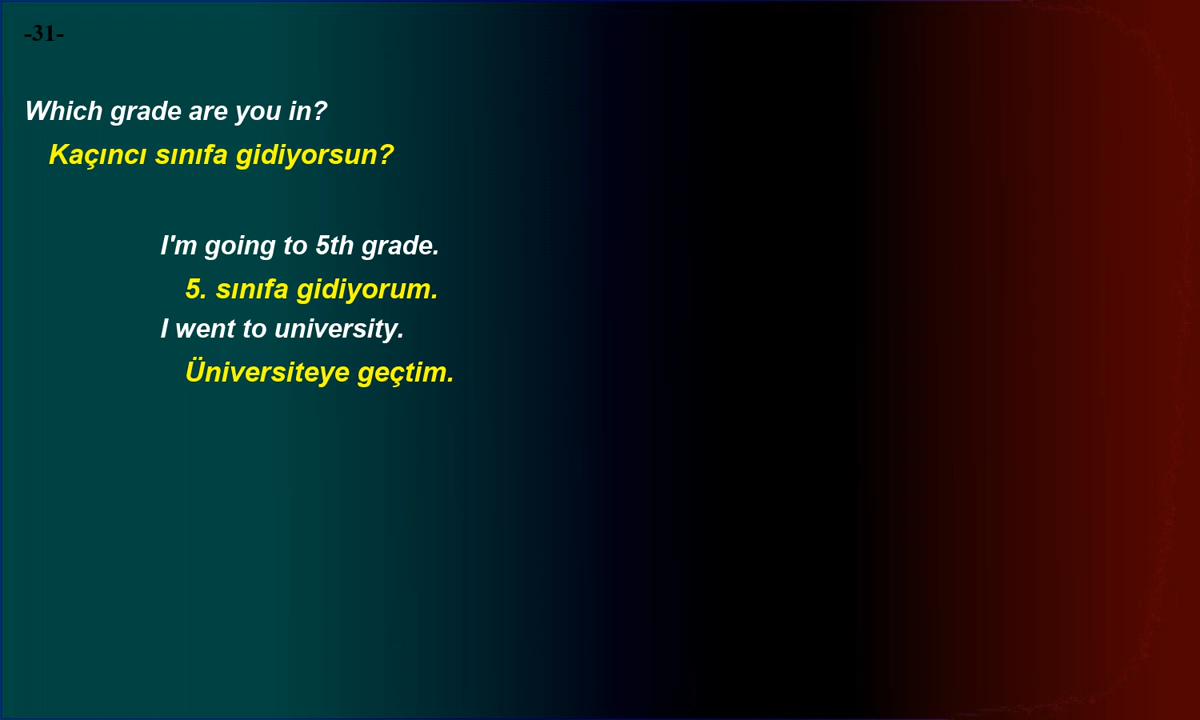 -31-
Which grade are you in?
Kaçıncı sınıfa gidiyorsun?
I'm going to 5th grade.
5. sınıfa gidiyorum.
I went to university.
Üniversiteye geçtim.